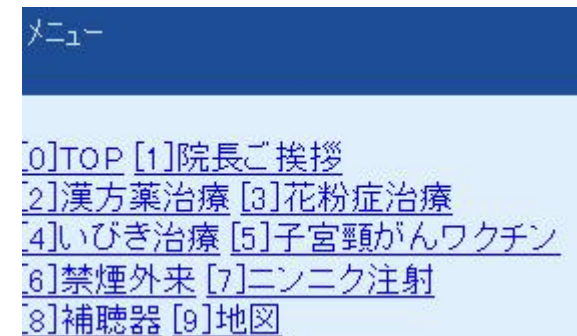 メニュー
[0]TOP [1]院長ご挨拶
[2]漢方薬治療 [3]花粉症治療
[4]いびき治療 [5]子宮頸がんワクチン
[6]禁煙外来 [7]ニンニク注射
[8]補聴器 [9]地図